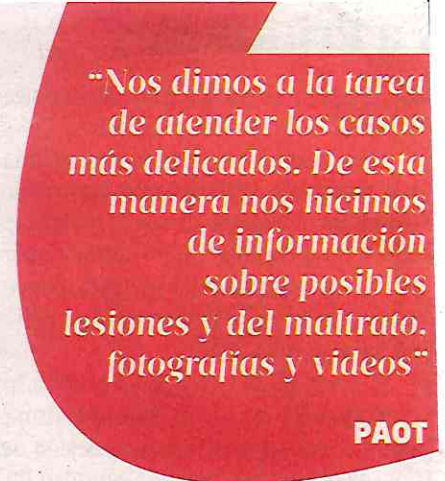 "Nos dimos a la tarea
de atender los casos
más delicados. De esta
manera nos hicimos
de información
sobre posibles
lesiones y del maltrato,
fotografías y videos"
PAOT